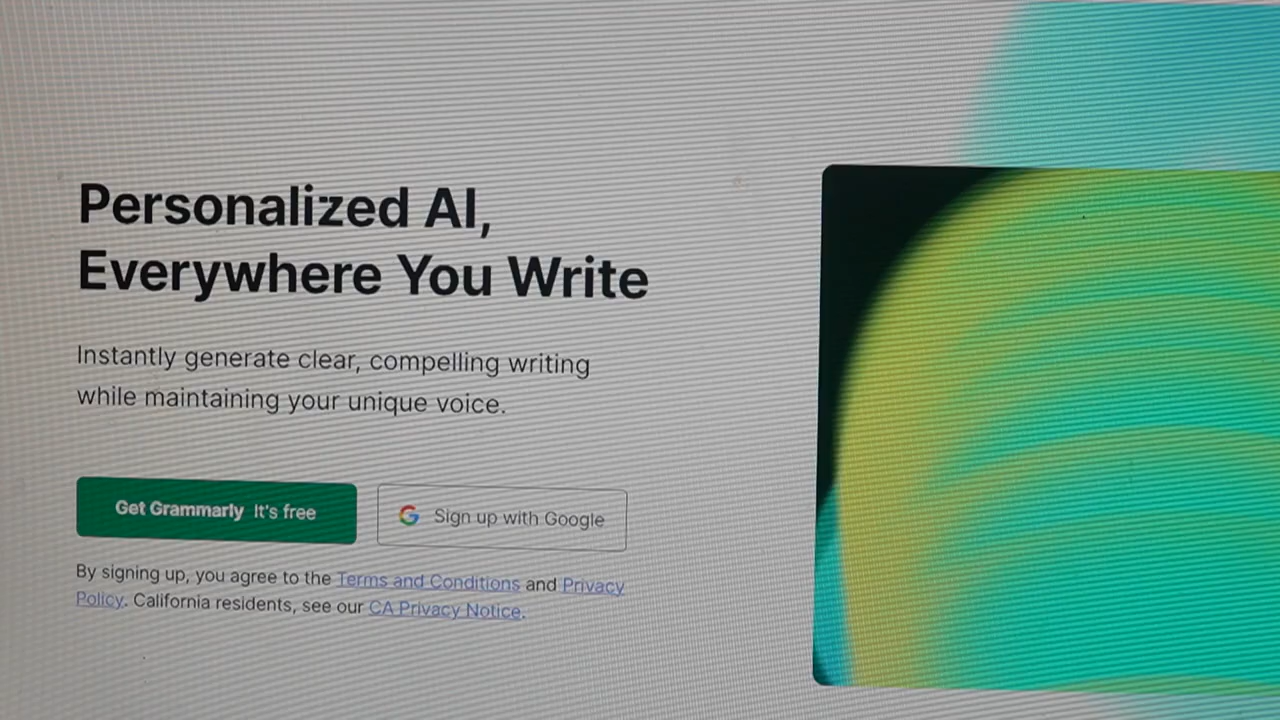 Personalized AI,
Everywhere You Write
Instantly generate clear, compelling writing
while maintaining your unique voice.
Get Grammarly It's free
Sign up with Google
By signing up, you agree to the Terms and Conditions and Privacy
Policy. California residents, see our CA Privacy Notice.